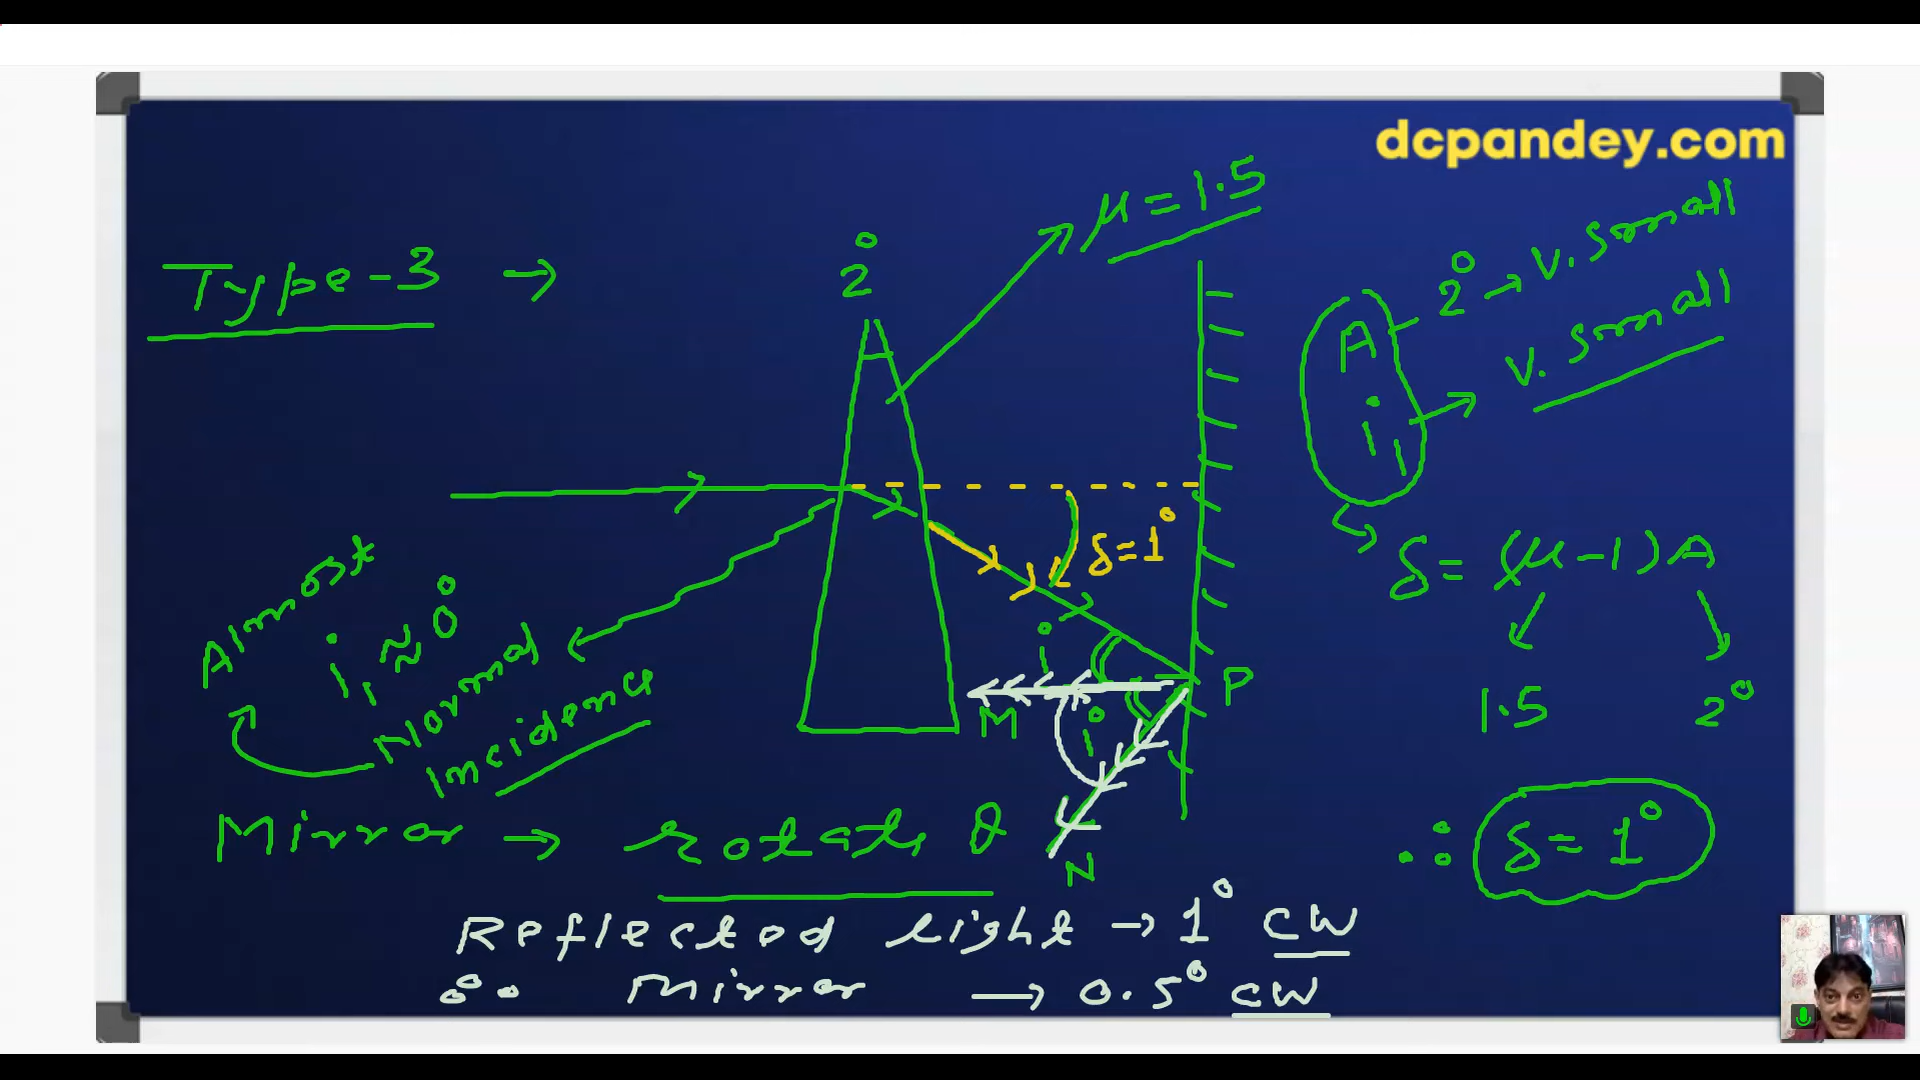 dcpandey.com
Type-3 →
2°
μ = 1.5
A → 2° → v. small
i₁ → v. small
δ = 1°
δ = (μ - 1) A
1.5 2°
∴ δ = 1°
Almost
Normal
Incidence
i₁ ≈ 0°
i
P
M
i
N
Mirror → rotate θ
Reflected light → 1° CW
∴ Mirror → 0.5° CW